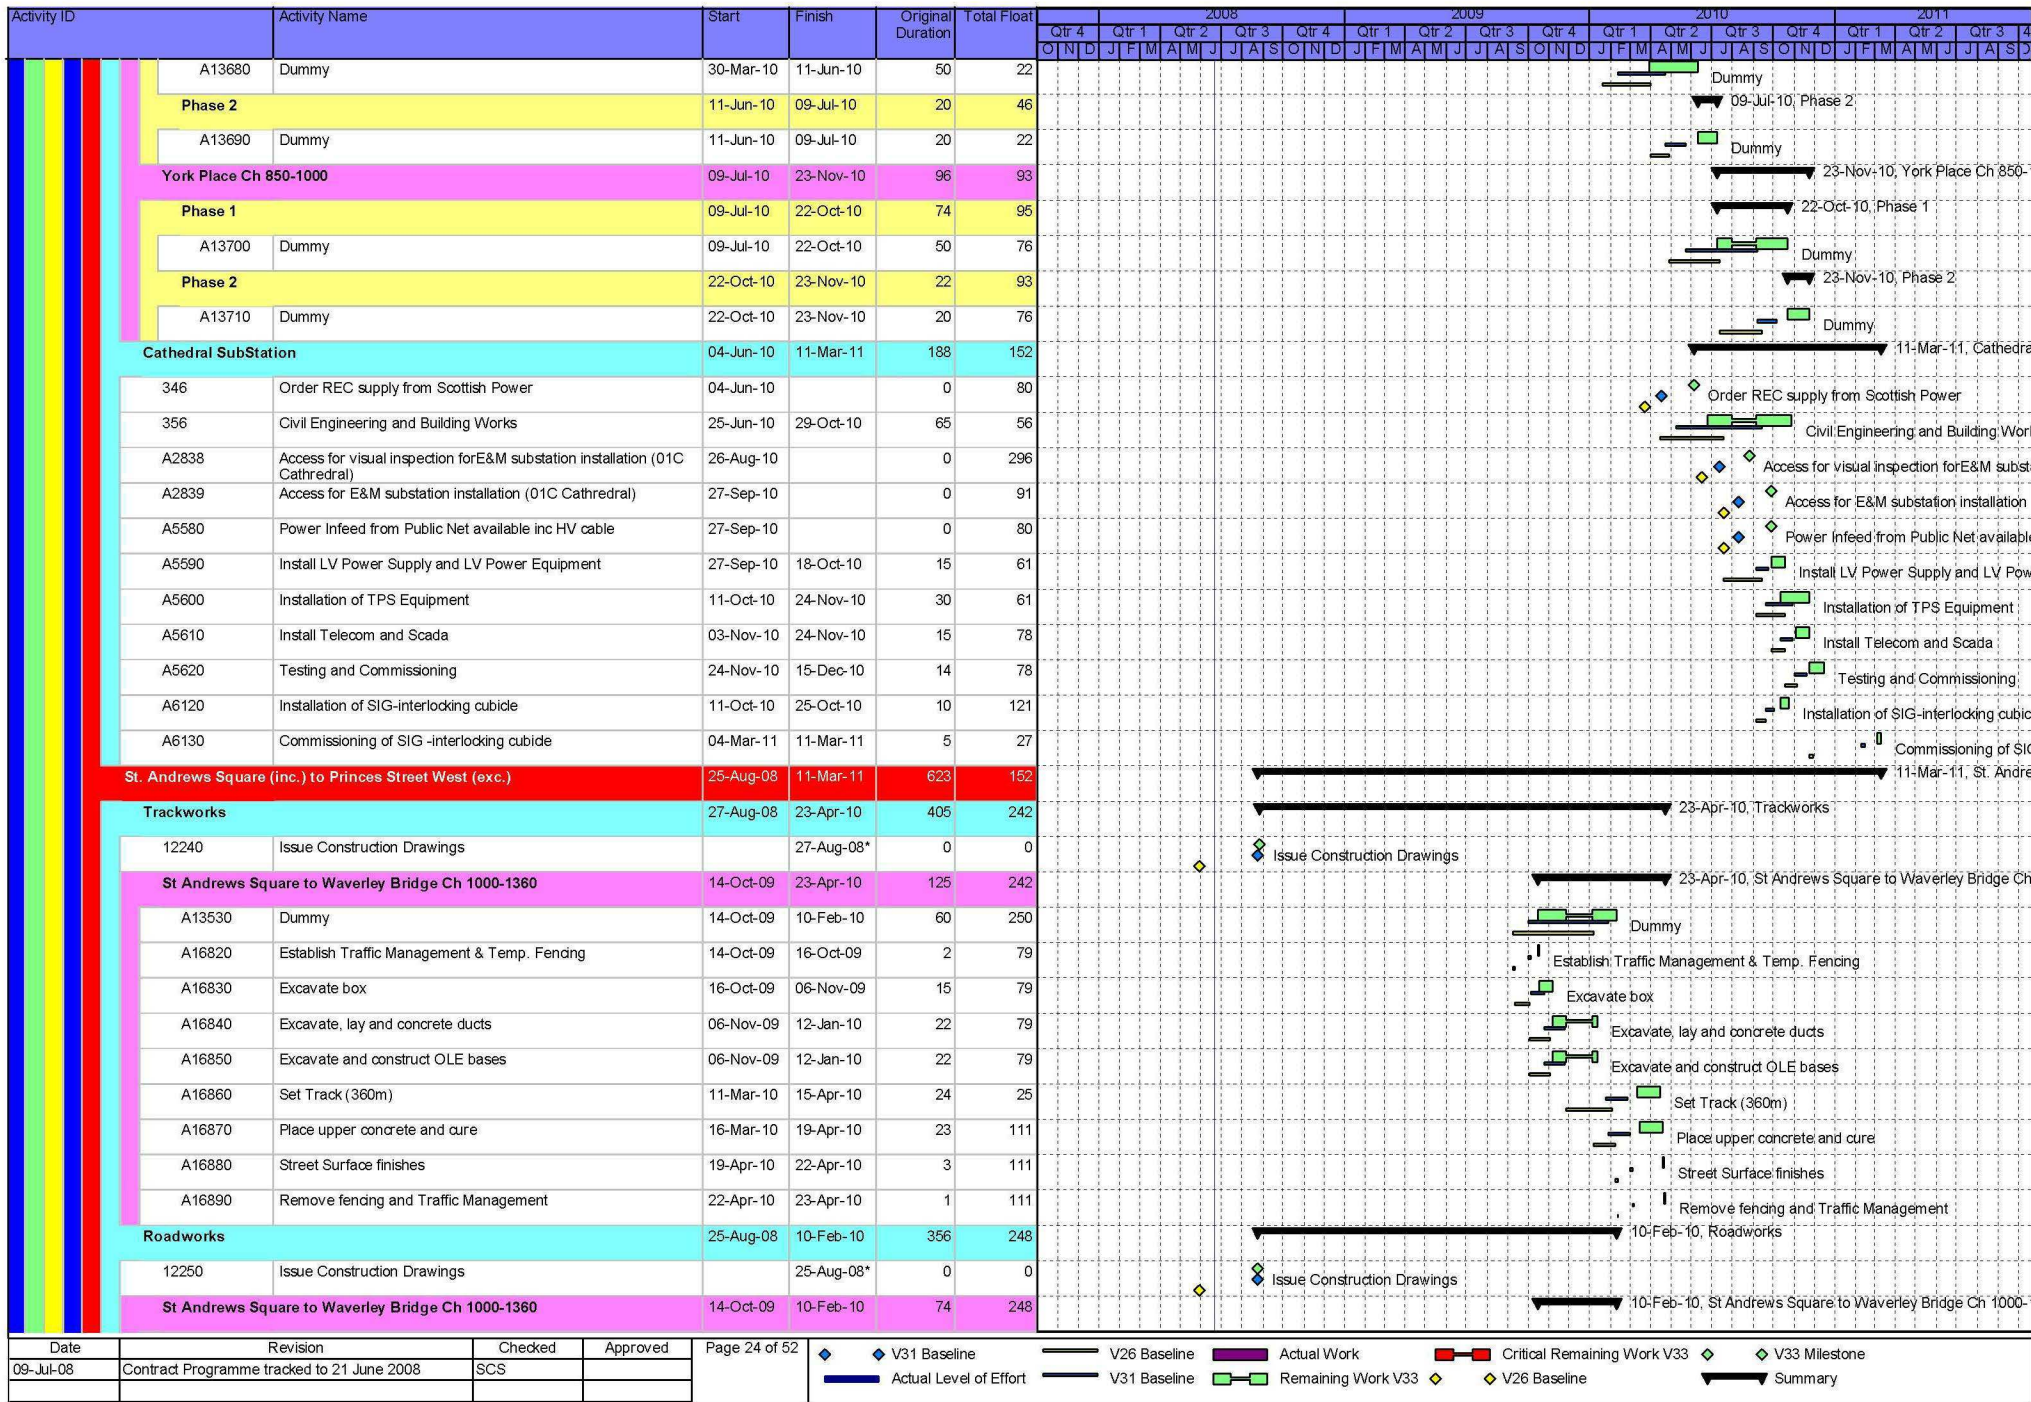 Activity ID Activity Name Start Finish Original Total Float 2008 2009 2010 2011
Duration Qtr 4 Qtr 1 Qtr 2 Qtr 3 Qtr 4 Qtr 1 Qtr 2 Qtr 3 Qtr 4 Qtr 1 Qtr 2 Qtr 3 Qtr 4 Qtr 1 Qtr 2 Qtr 3 4
O N D J F M A M J J A S O N D J F M A M J J A S O N D J F M A M J J A S O N D J F M A M J J A S O
A13680 Dummy 30-Mar-10 11-Jun-10 50 22 Dummy
Phase 2 11-Jun-10 09-Jul-10 20 46 09-Jul-10, Phase 2
A13690 Dummy 11-Jun-10 09-Jul-10 20 22 Dummy
York Place Ch 850-1000 09-Jul-10 23-Nov-10 96 93 23-Nov-10, York Place Ch 850-
Phase 1 09-Jul-10 22-Oct-10 74 95 22-Oct-10, Phase 1
A13700 Dummy 09-Jul-10 22-Oct-10 50 76 Dummy
Phase 2 22-Oct-10 23-Nov-10 22 93 23-Nov-10, Phase 2
A13710 Dummy 22-Oct-10 23-Nov-10 20 76 Dummy
Cathedral SubStation 04-Jun-10 11-Mar-11 188 152 11-Mar-11, Cathedra
346 Order REC supply from Scottish Power 04-Jun-10 0 80 Order REC supply from Scottish Power
356 Civil Engineering and Building Works 25-Jun-10 29-Oct-10 65 56 Civil Engineering and Building Wor
A2838 Access for visual inspection forE&M substation installation (01C 26-Aug-10 0 296 Access for visual inspection forE&M subst
Cathredral)
A2839 Access for E&M substation installation (01C Cathredral) 27-Sep-10 0 91 Access for E&M substation installation
A5580 Power Infeed from Public Net available inc HV cable 27-Sep-10 0 80 Power Infeed from Public Net available
A5590 Install LV Power Supply and LV Power Equipment 27-Sep-10 18-Oct-10 15 61 Install LV Power Supply and LV Pow
A5600 Installation of TPS Equipment 11-Oct-10 24-Nov-10 30 61 Installation of TPS Equipment
A5610 Install Telecom and Scada 03-Nov-10 24-Nov-10 15 78 Install Telecom and Scada
A5620 Testing and Commissioning 24-Nov-10 15-Dec-10 14 78 Testing and Commissioning
A6120 Installation of SIG-interlocking cubicle 11-Oct-10 25-Oct-10 10 121 Installation of SIG-interlocking cubic
A6130 Commissioning of SIG -interlocking cubicle 04-Mar-11 11-Mar-11 5 27 Commissioning of SIG
St. Andrews Square (inc.) to Princes Street West (exc.) 25-Aug-08 11-Mar-11 623 152 11-Mar-11, St. Andre
Trackworks 27-Aug-08 23-Apr-10 405 242 23-Apr-10, Trackworks
12240 Issue Construction Drawings 27-Aug-08* 0 0 Issue Construction Drawings
St Andrews Square to Waverley Bridge Ch 1000-1360 14-Oct-09 23-Apr-10 125 242 23-Apr-10, St Andrews Square to Waverley Bridge Ch
A13530 Dummy 14-Oct-09 10-Feb-10 60 250 Dummy
A16820 Establish Traffic Management & Temp. Fencing 14-Oct-09 16-Oct-09 2 79 Establish Traffic Management & Temp. Fencing
A16830 Excavate box 16-Oct-09 06-Nov-09 15 79 Excavate box
A16840 Excavate, lay and concrete ducts 06-Nov-09 12-Jan-10 22 79 Excavate, lay and concrete ducts
A16850 Excavate and construct OLE bases 06-Nov-09 12-Jan-10 22 79 Excavate and construct OLE bases
A16860 Set Track (360m) 11-Mar-10 15-Apr-10 24 25 Set Track (360m)
A16870 Place upper concrete and cure 16-Mar-10 19-Apr-10 23 111 Place upper concrete and cure
A16880 Street Surface finishes 19-Apr-10 22-Apr-10 3 111 Street Surface finishes
A16890 Remove fencing and Traffic Management 22-Apr-10 23-Apr-10 1 111 Remove fencing and Traffic Management
Roadworks 25-Aug-08 10-Feb-10 356 248 10-Feb-10, Roadworks
12250 Issue Construction Drawings 25-Aug-08* 0 0 Issue Construction Drawings
St Andrews Square to Waverley Bridge Ch 1000-1360 14-Oct-09 10-Feb-10 74 248 10-Feb-10, St Andrews Square to Waverley Bridge Ch 1000-
Date Revision Checked Approved Page 24 of 52 V31 Baseline V26 Baseline Actual Work Critical Remaining Work V33 V33 Milestone
09-Jul-08 Contract Programme tracked to 21 June 2008 SCS Actual Level of Effort V31 Baseline Remaining Work V33 V26 Baseline Summary